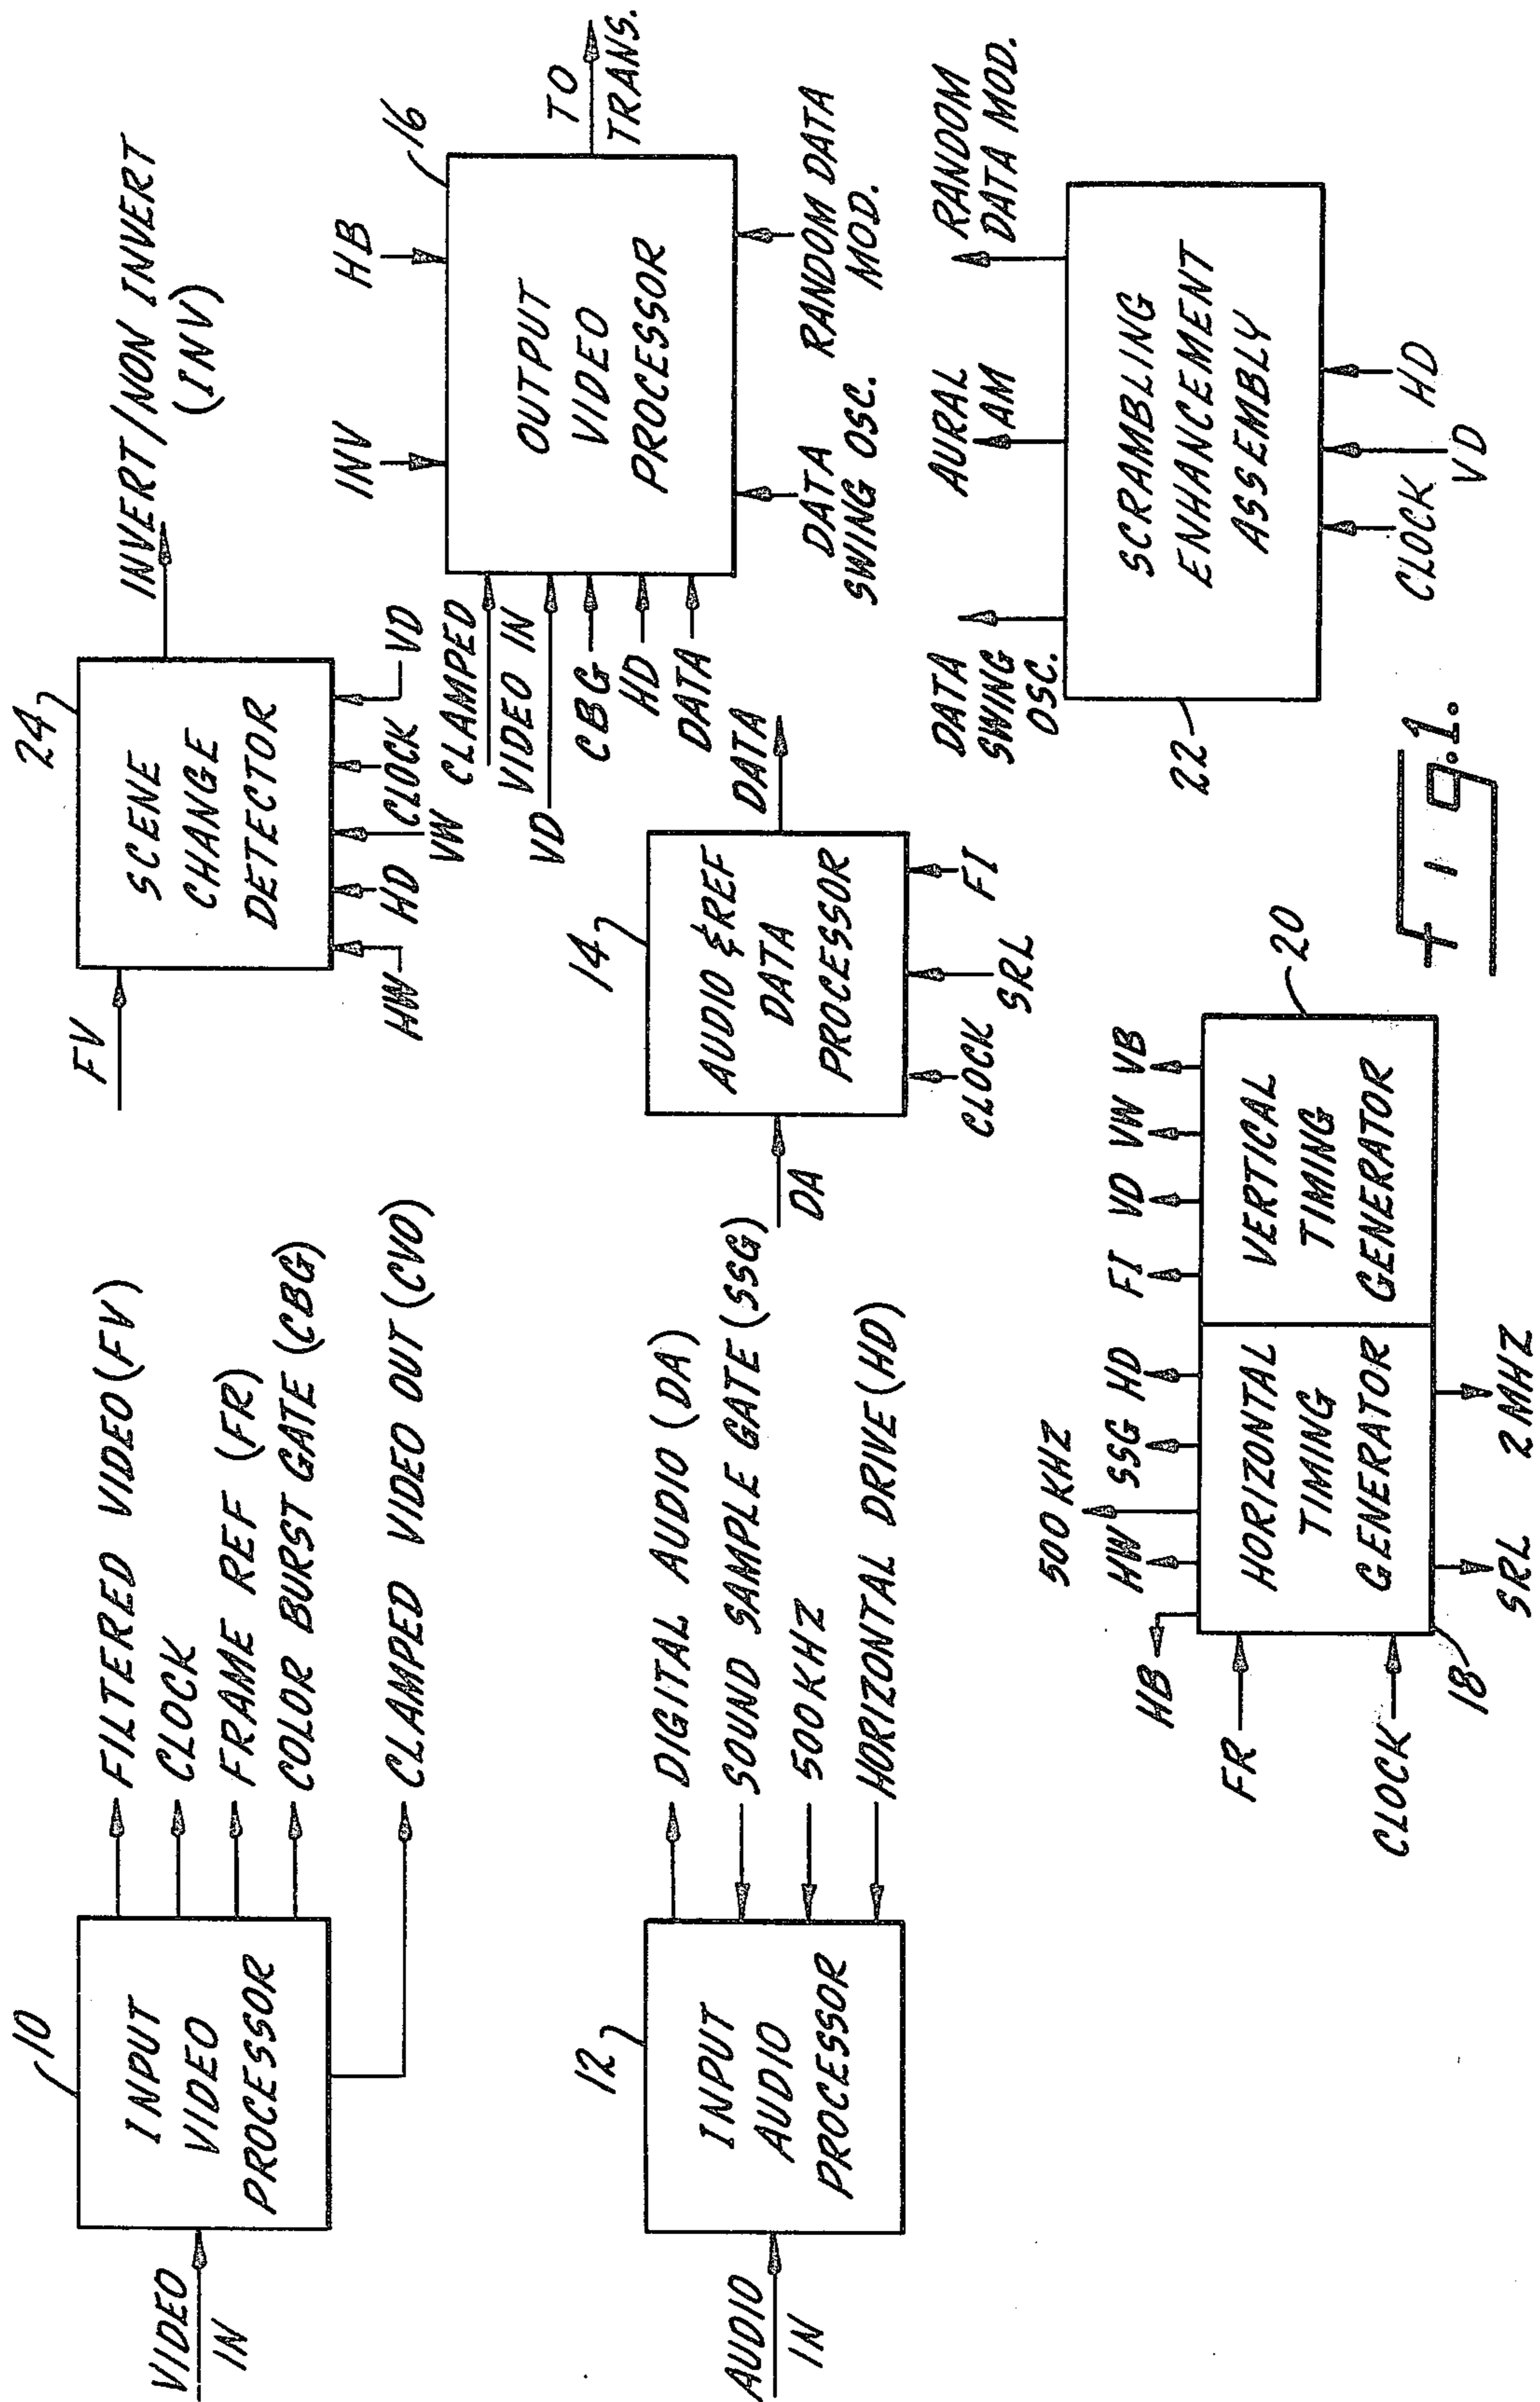 VIDEO
IN
10
INPUT
VIDEO
PROCESSOR
FILTERED VIDEO (FV)
CLOCK
FRAME REF (FR)
COLOR BURST GATE (CBG)
CLAMPED VIDEO OUT (CVO)
FV
24
SCENE
CHANGE
DETECTOR
INVERT/NON INVERT
(INV)
HW
HD
VW
CLOCK
VD
AUDIO
IN
12
INPUT
AUDIO
PROCESSOR
DIGITAL AUDIO (DA)
SOUND SAMPLE GATE (SSG)
500KHZ
HORIZONTAL DRIVE (HD)
DA
14
AUDIO & REF
DATA
PROCESSOR
DATA
CLOCK
SRL
FI
INV
HB
16
CLAMPED
VIDEO IN
VD
CBG
HD
DATA
OUTPUT
VIDEO
PROCESSOR
TO
TRANS.
DATA
SWING OSC.
RANDOM DATA
MOD.
FR
CLOCK
18
HB
HW
500 KHZ
SSG
HD
FI
VD
VW
VB
HORIZONTAL
TIMING
GENERATOR
VERTICAL
TIMING
GENERATOR
20
SRL
2 MHZ
22
DATA
SWING
OSC.
AURAL
AM
RANDOM
DATA MOD.
SCRAMBLING
ENHANCEMENT
ASSEMBLY
CLOCK
VD
HD
Fig.1.